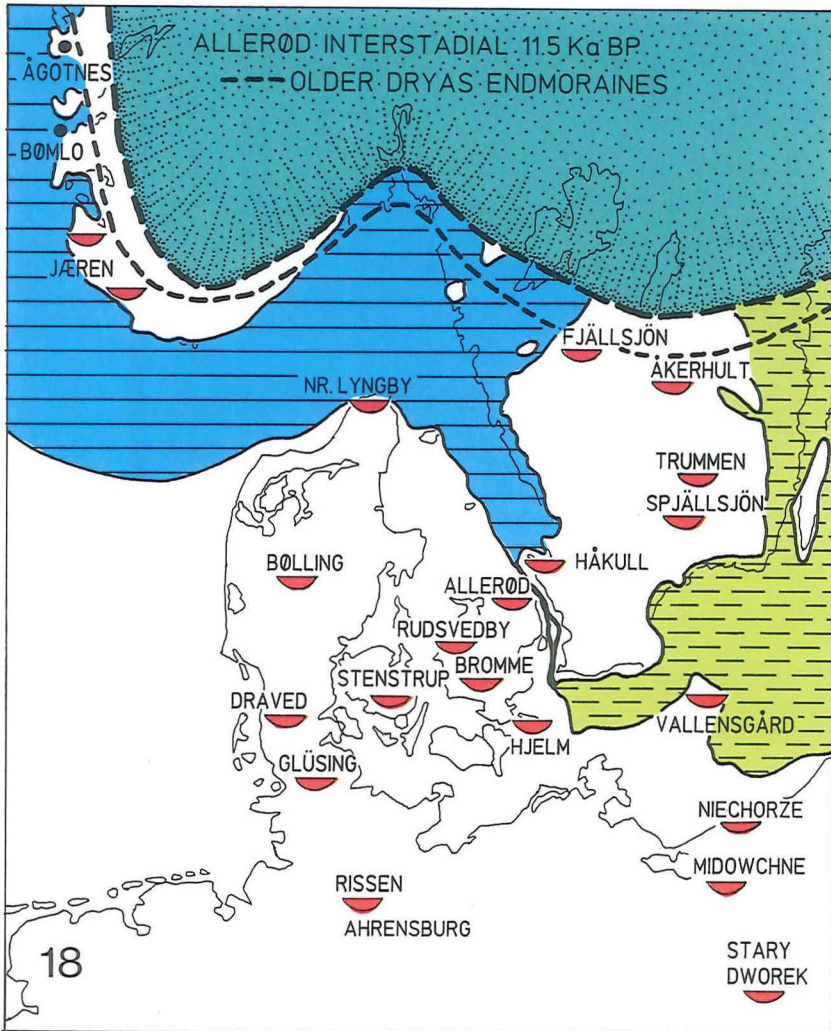 ALLERØD INTERSTADIAL 11.5 Ka BP
OLDER DRYAS ENDMORAINES
ÅGOTNES
BØMLO
JÆREN
FJÄLLSJÖN
ÅKERHULT
NR. LYNGBY
TRUMMEN
SPJÄLLSJÖN
HÅKULL
BØLLING
ALLERØD
RUDSVEDBY
BROMME
STENSTRUP
DRAVED
HJELM
VALLENSGÅRD
GLÜSING
NIECHORZE
MIDOWCHNE
RISSEN
AHRENSBURG
STARY
DWOREK
18